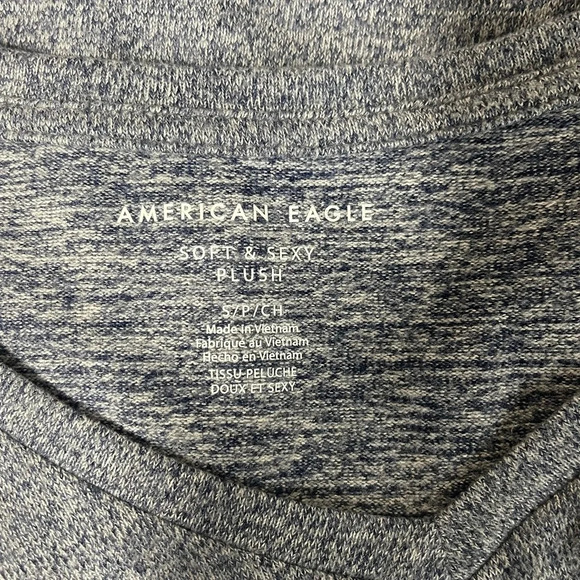 AMERICAN EAGLE
SOFT & SEXY
PLUSH
S/P/CH
Made in Vietnam
Fabriqué au Vietnam
Hecho en Vietnam
TISSU-PELUCHE
DOUX ET SEXY